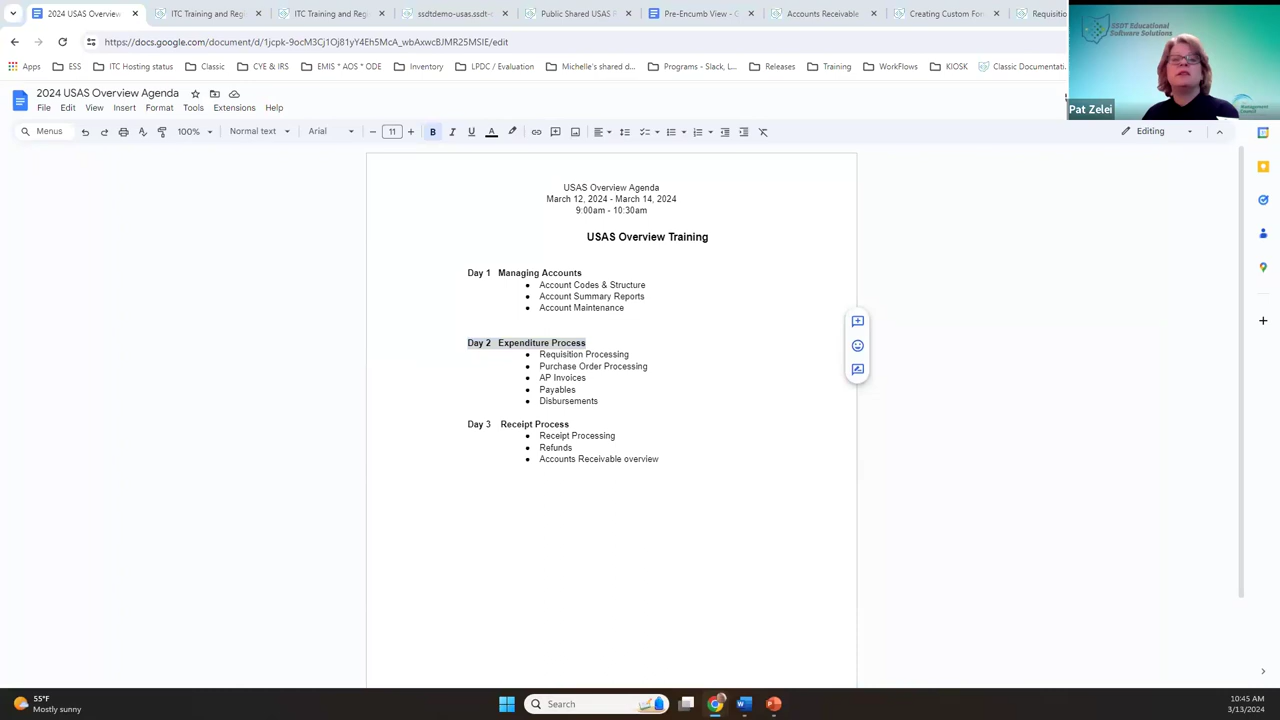 2024 USAS Overview
ITC Training and Reg
ITC Training and Reg
ssdtdemo-usas.ssdt-o
Public Shared USAS R
Pre-Encumb View -
Accounts Receivable
Creating Custom For
Requisitio
https://docs.google.com/document/d/1jcpk-9ocM3Cj1Oj81yY4Eh5McA_wbAxwdEbMR2RHSIE/edit
Apps
ESS
ITC Hosting status
Classic
CYE & IRS
EMIS * AOS * ODE
Inventory
LPDC / Evaluation
Michelle's shared d...
Programs - Slack, L...
Releases
Training
WorkFlows
KIOSK
Classic Documentati
SSDT Educational
Software Solutions
Management
Council
Pat Zelei
2024 USAS Overview Agenda
File Edit View Insert Format Tools Extensions Help
Menus
100%
Normal text
Arial
11
B I U A
Editing
USAS Overview Agenda
March 12, 2024 - March 14, 2024
9:00am - 10:30am
USAS Overview Training
Day 1 Managing Accounts
● Account Codes & Structure
● Account Summary Reports
● Account Maintenance
Day 2 Expenditure Process
● Requisition Processing
● Purchase Order Processing
● AP Invoices
● Payables
● Disbursements
Day 3 Receipt Process
● Receipt Processing
● Refunds
● Accounts Receivable overview
55°F
Mostly sunny
Search
10:45 AM
3/13/2024